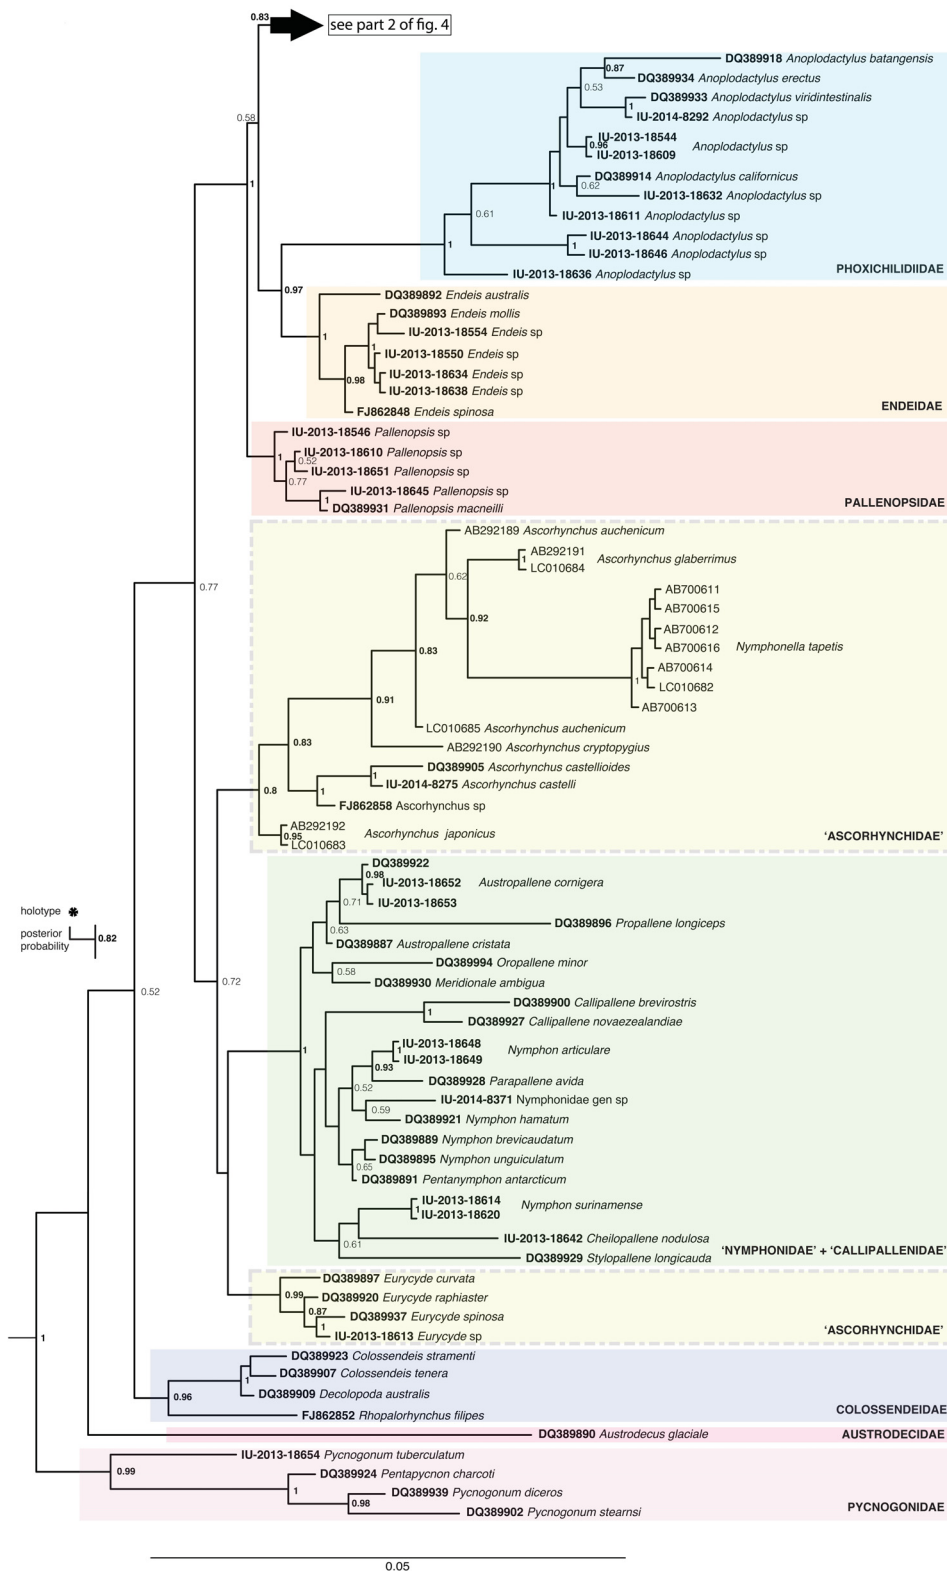 0.83
see part 2 of fig. 4
DQ389918 Anoplodactylus batangensis
0.87
DQ389934 Anoplodactylus erectus
0.53
DQ389933 Anoplodactylus viridintestinalis
1
IU-2014-8292 Anoplodactylus sp
0.58
IU-2013-18544
0.96
Anoplodactylus sp
IU-2013-18609
DQ389914 Anoplodactylus californicus
1
1
0.62
IU-2013-18632 Anoplodactylus sp
0.61
IU-2013-18611 Anoplodactylus sp
IU-2013-18644 Anoplodactylus sp
1
1
IU-2013-18646 Anoplodactylus sp
IU-2013-18636 Anoplodactylus sp
PHOXICHILIDIIDAE
0.97
DQ389892 Endeis australis
DQ389893 Endeis mollis
IU-2013-18554 Endeis sp
1
1
IU-2013-18550 Endeis sp
IU-2013-18634 Endeis sp
0.98
IU-2013-18638 Endeis sp
FJ862848 Endeis spinosa
ENDEIDAE
IU-2013-18546 Pallenopsis sp
IU-2013-18610 Pallenopsis sp
1
0.52
IU-2013-18651 Pallenopsis sp
0.77
IU-2013-18645 Pallenopsis sp
1
DQ389931 Pallenopsis macneilli
PALLENOPSIDAE
AB292189 Ascorhynchus auchenicum
AB292191
1
Ascorhynchus glaberrimus
LC010684
0.62
0.77
AB700611
AB700615
0.92
AB700612
AB700616
Nymphonella tapetis
0.83
AB700614
1
LC010682
AB700613
0.91
LC010685 Ascorhynchus auchenicum
0.83
AB292190 Ascorhynchus cryptopygius
DQ389905 Ascorhynchus castellioides
1
IU-2014-8275 Ascorhynchus castelli
0.8
1
FJ862858 Ascorhynchus sp
AB292192
0.95
Ascorhynchus japonicus
LC010683
'ASCORHYNCHIDAE'
DQ389922
0.98
IU-2013-18652
Austropallene cornigera
0.71
IU-2013-18653
holotype
DQ389896 Propallene longiceps
0.63
posterior
probability
0.82
DQ389887 Austropallene cristata
DQ389994 Oropallene minor
0.58
0.72
DQ389930 Meridionale ambigua
0.52
DQ389900 Callipallene brevirostris
1
DQ389927 Callipallene novaezealandiae
IU-2013-18648
1
1
Nymphon articulare
IU-2013-18649
0.93
DQ389928 Parapallene avida
0.52
IU-2014-8371 Nymphonidae gen sp
0.59
DQ389921 Nymphon hamatum
DQ389889 Nymphon brevicaudatum
DQ389895 Nymphon unguiculatum
0.65
DQ389891 Pentanymphon antarcticum
IU-2013-18614
1
Nymphon surinamense
IU-2013-18620
IU-2013-18642 Cheilopallene nodulosa
0.61
'NYMPHONIDAE' + 'CALLIPALLENIDAE'
DQ389929 Stylopallene longicauda
DQ389897 Eurycyde curvata
0.99
DQ389920 Eurycyde raphiaster
0.87
DQ389937 Eurycyde spinosa
1
IU-2013-18613 Eurycyde sp
'ASCORHYNCHIDAE'
1
DQ389923 Colossendeis stramenti
DQ389907 Colossendeis tenera
1
0.96
DQ389909 Decolopoda australis
FJ862852 Rhopalorhynchus filipes
COLOSSENDEIDAE
DQ389890 Austrodecus glaciale
AUSTRODECIDAE
IU-2013-18654 Pycnogonum tuberculatum
0.99
DQ389924 Pentapycnon charcoti
1
DQ389939 Pycnogonum diceros
0.98
DQ389902 Pycnogonum stearnsi
PYCNOGONIDAE
0.05